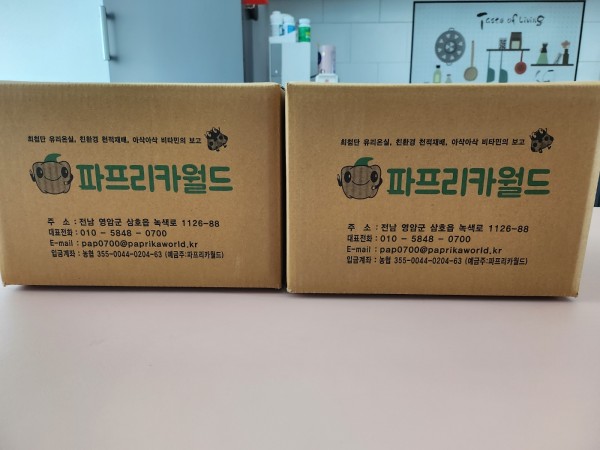 Taste of Living
최첨단 유리온실, 친환경 천적재배, 아삭아삭 비타민의 보고
파프리카월드
주 소 : 전남 영암군 삼호읍 녹색로 1126-88
대표전화 : 010 - 5848 - 0700
E-mail : pap0700@paprikaworld,kr
입금계좌 : 농협 355-0044-0204-63 (예금주:파프리카월드)
최첨단 유리온실, 친환경 천적재배, 아삭아삭 비타민의 보고
파프리카월드
주 소 : 전남 영암군 삼호읍 녹색로 1126-88
대표전화 : 010 - 5848 - 0700
E-mail : pap0700@paprikaworld,kr
입금계좌 : 농협 355-0044-0204-63 (예금주:파프리카월드)